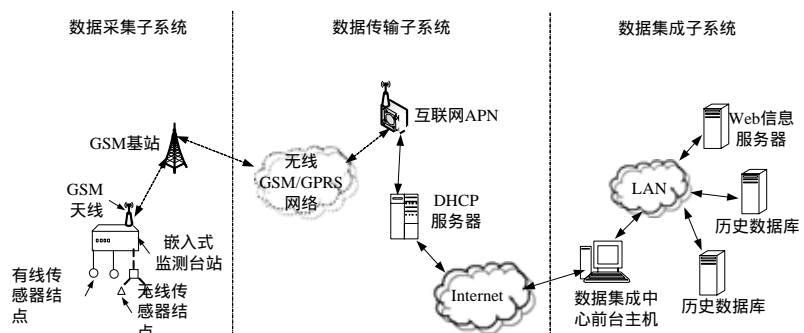 数据采集子系统
数据传输子系统
数据集成子系统
GSM基站
GSM
天线
嵌入式
监测台站
有线传
感器结
点
无线传
感器结
点
无线
GSM/GPRS
网络
互联网APN
DHCP
服务器
Internet
Web信息
服务器
LAN
历史数据库
历史数据库
数据集成中
心前台主机